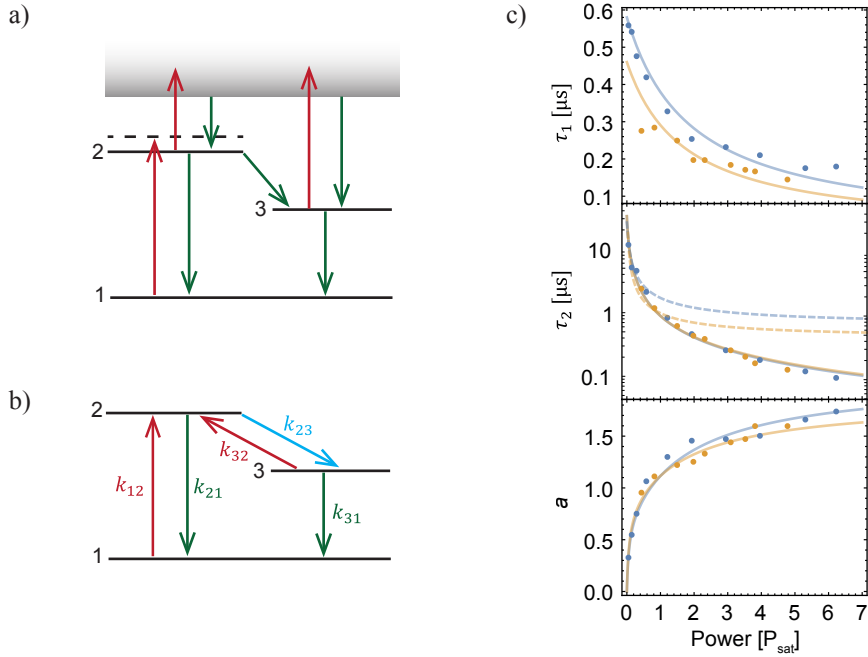 a)
2
3
1
b)
2
k23
k32
3
k12
k21
k31
1
c)
0.6
0.5
0.4
0.3
0.2
0.1
τ1 [μs]
10
1
0.1
τ2 [μs]
1.5
1.0
0.5
0.0
a
0 1 2 3 4 5 6 7
Power [Psat]